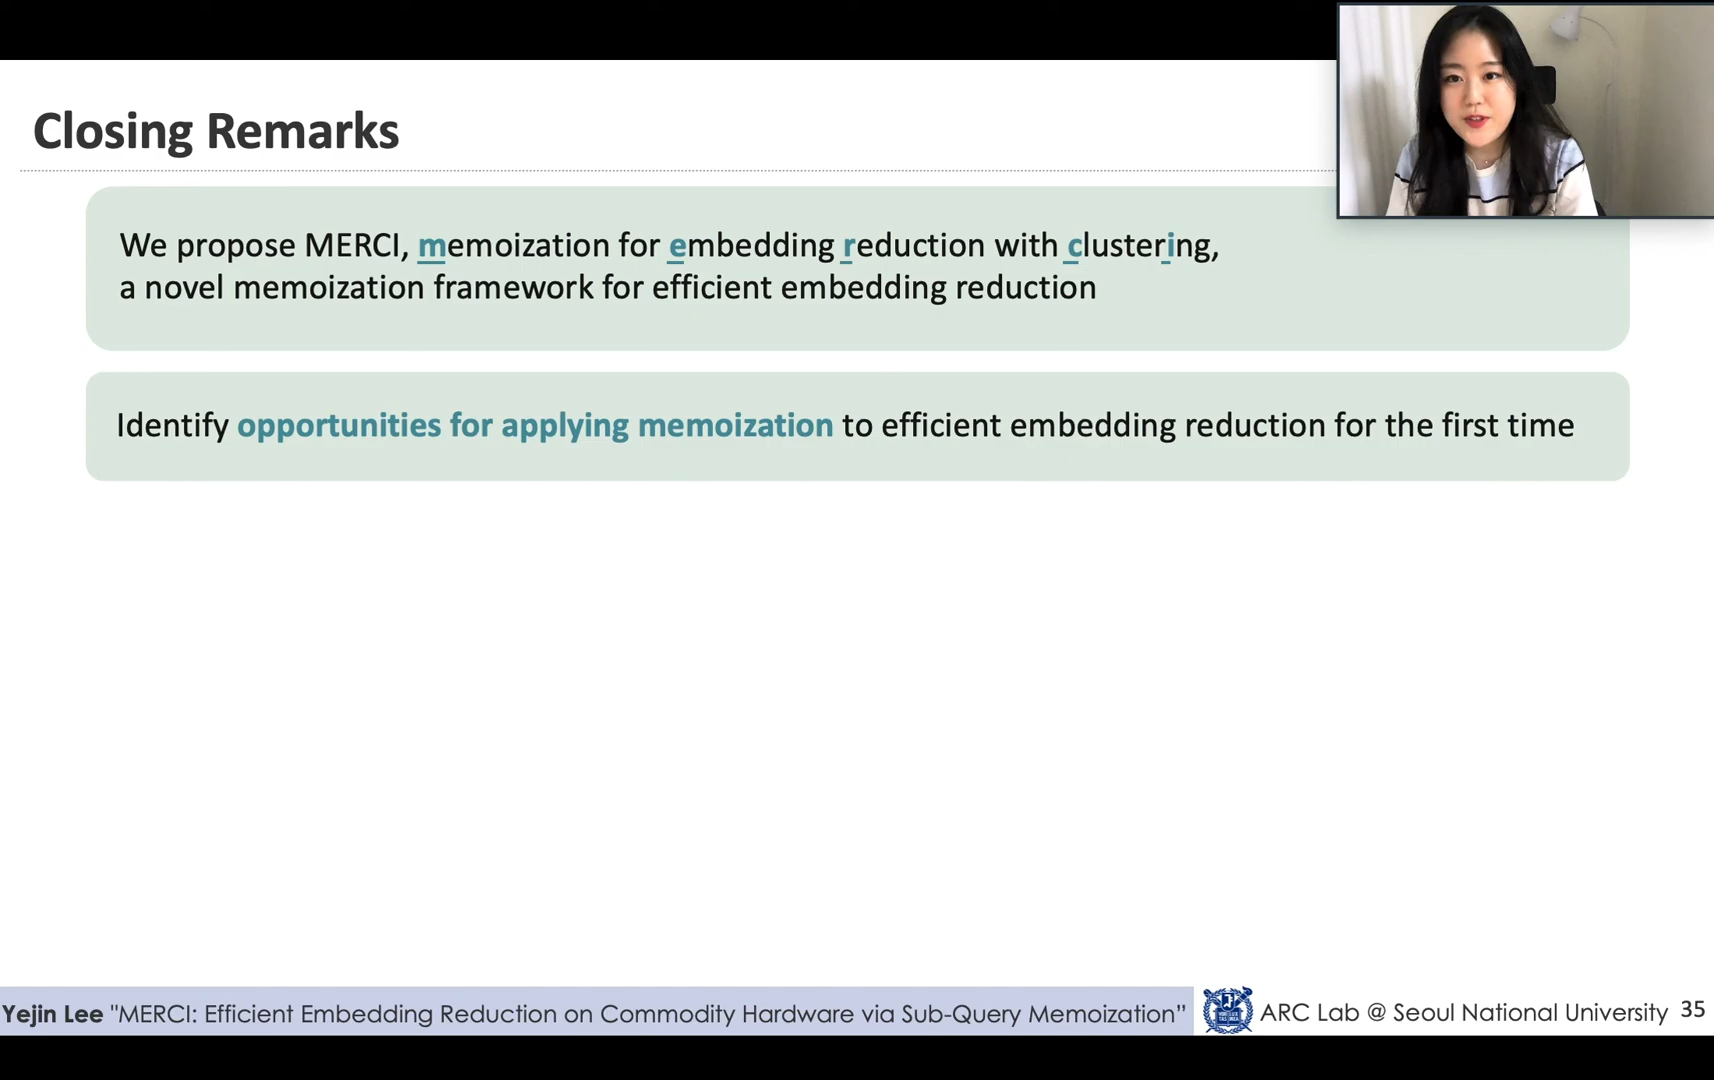 Closing Remarks
We propose MERCI, memoization for embedding reduction with clustering,
a novel memoization framework for efficient embedding reduction
Identify opportunities for applying memoization to efficient embedding reduction for the first time
Yejin Lee "MERCI: Efficient Embedding Reduction on Commodity Hardware via Sub-Query Memoization” ARC Lab @ Seoul National University 35